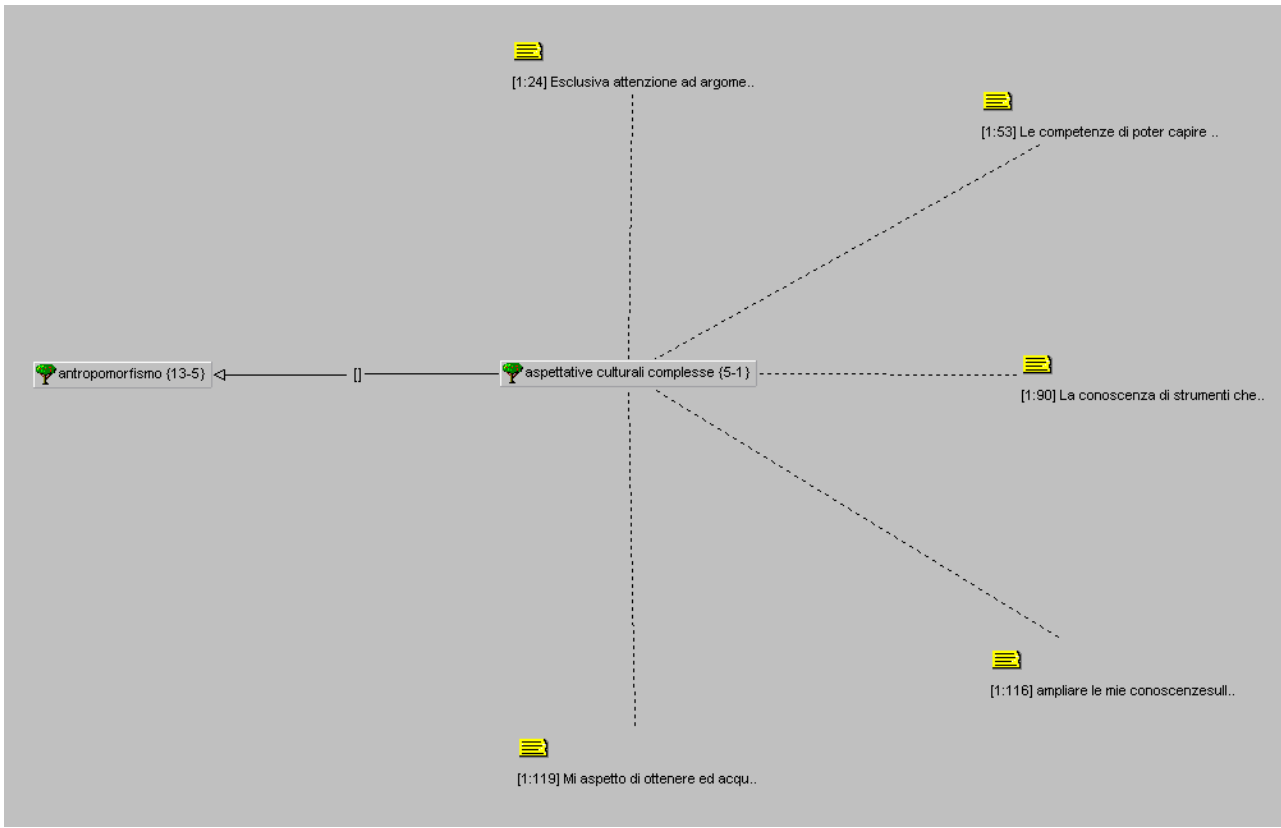 [1:24] Esclusiva attenzione ad argome..
[1:53] Le competenze di poter capire ..
antropomorfismo {13-5}
[]
aspettative culturali complesse {5-1}
[1:90] La conoscenza di strumenti che..
[1:116] ampliare le mie conoscenzesull..
[1:119] Mi aspetto di ottenere ed acqu..